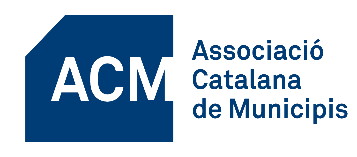 ACM
Associació
Catalana
de Municipis